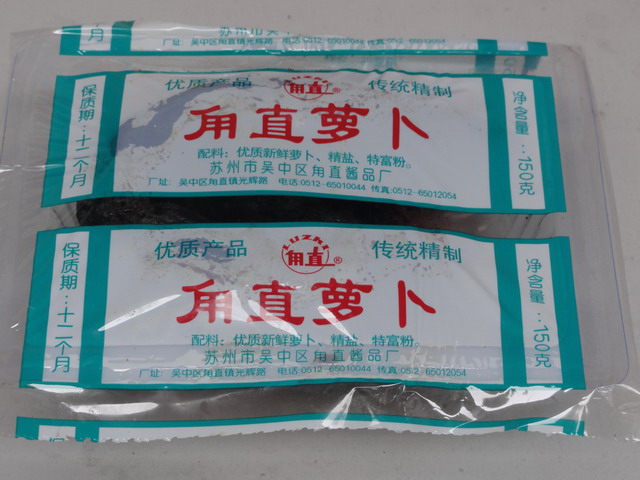 苏州市吴
月
厂址:吴中区甪直镇光辉路 电话:0512-65010044 传真:0512-65012054
优质产品
LUZHI
甪直®
传统精制
保质期:十二个月
甪直萝卜
净含量:150克
配料:优质新鲜萝卜、精盐、特富粉。
苏州市吴中区甪直酱品厂
厂址:吴中区甪直镇光辉路 电话:0512-65010044 传真:0512-65012054
优质产品
LUZHI
甪直®
传统精制
保质期:十二个月
甪直萝卜
净含量:150克
配料:优质新鲜萝卜、精盐、特富粉。
苏州市吴中区甪直酱品厂
厂址:吴中区甪直镇光辉路 电话:0512-65010044 传真:0512-65012054
保